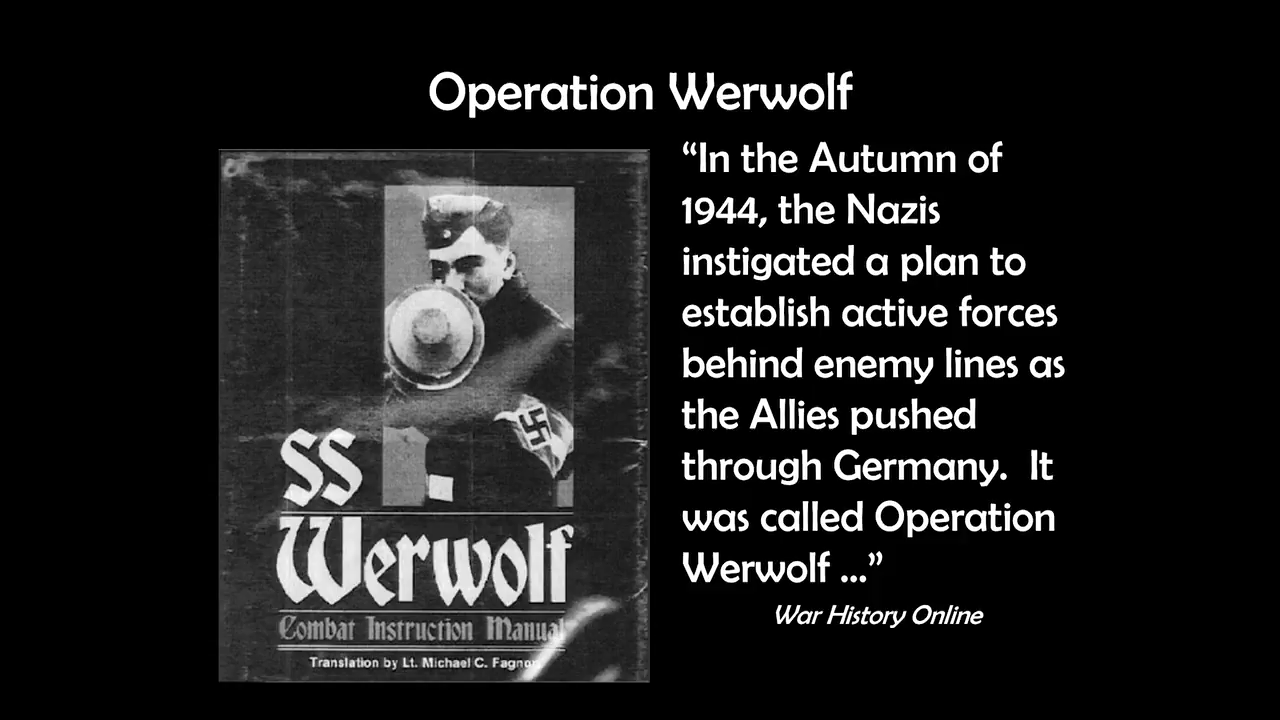 Operation Werwolf
SS
Werwolf
Combat Instruction Manual
Translation by Lt. Michael C.
“In the Autumn of
1944, the Nazis
instigated a plan to
establish active forces
behind enemy lines as
the Allies pushed
through Germany. It
was called Operation
Werwolf ...”
War History Online